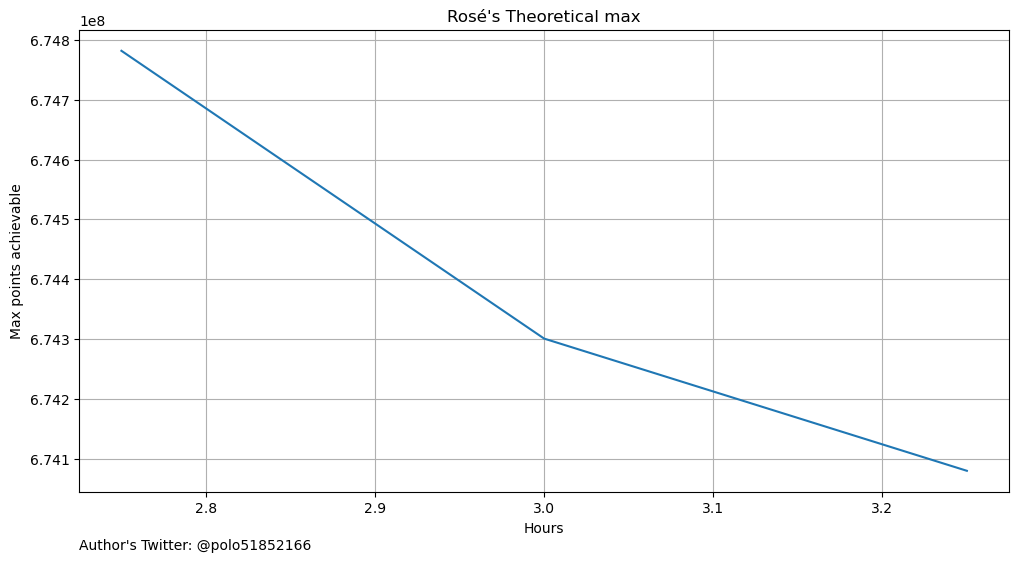 Rosé's Theoretical max
1e8
6.748
6.747
6.746
6.745
6.744
6.743
6.742
6.741
Max points achievable
2.8 2.9 3.0 3.1 3.2
Hours
Author's Twitter: @polo51852166